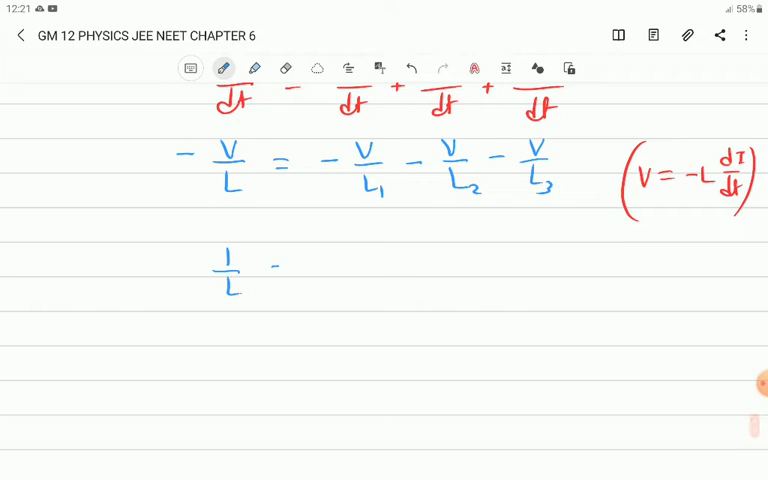 12:21 58%
GM 12 PHYSICS JEE NEET CHAPTER 6
dt - dt + dt + dt
- V/L = - V/L₁ - V/L₂ - V/L₃ (V = -L dI/dt)
1/L -